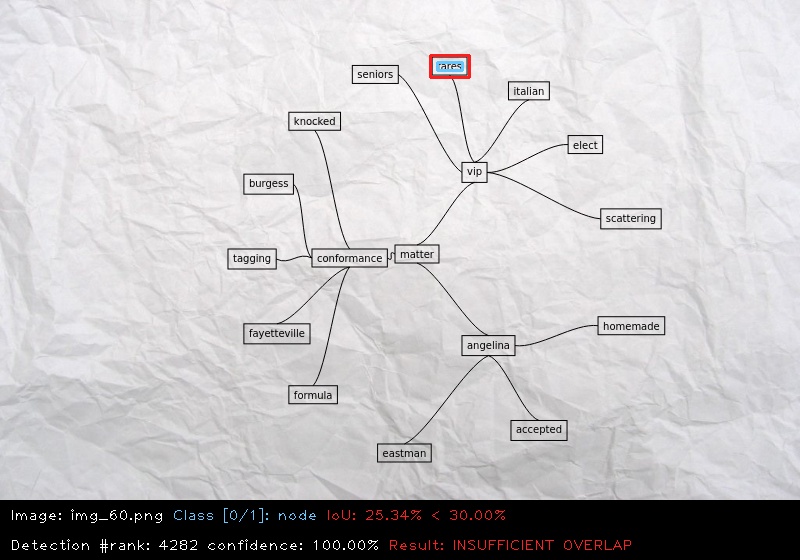 rares
seniors
italian
knocked
elect
vip
burgess
scattering
tagging
conformance
matter
homemade
fayetteville
angelina
formula
accepted
eastman
Image: img_60.png Class [0/1]: node IoU: 25.34% < 30.00%
Detection #rank: 4282 confidence: 100.00% Result: INSUFFICIENT OVERLAP